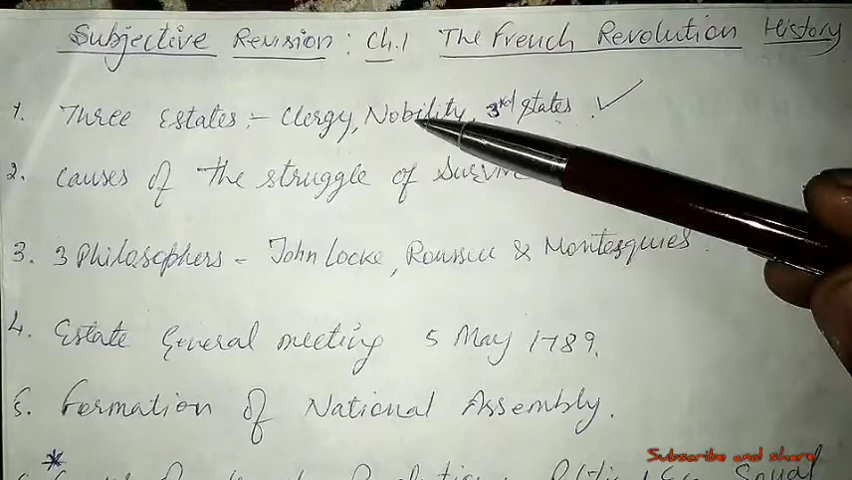 Subjective Revision : Ch.1 The French Revolution History
1. Three Estates :- Clergy, Nobility, 3rd states. ✓
2. Causes of the struggle of
3. 3 Philosophers - John Locke, Roussee & Montesquies.
4. Estate General meeting 5 May 1789.
5. Formation of National Assembly.
Subscribe and share